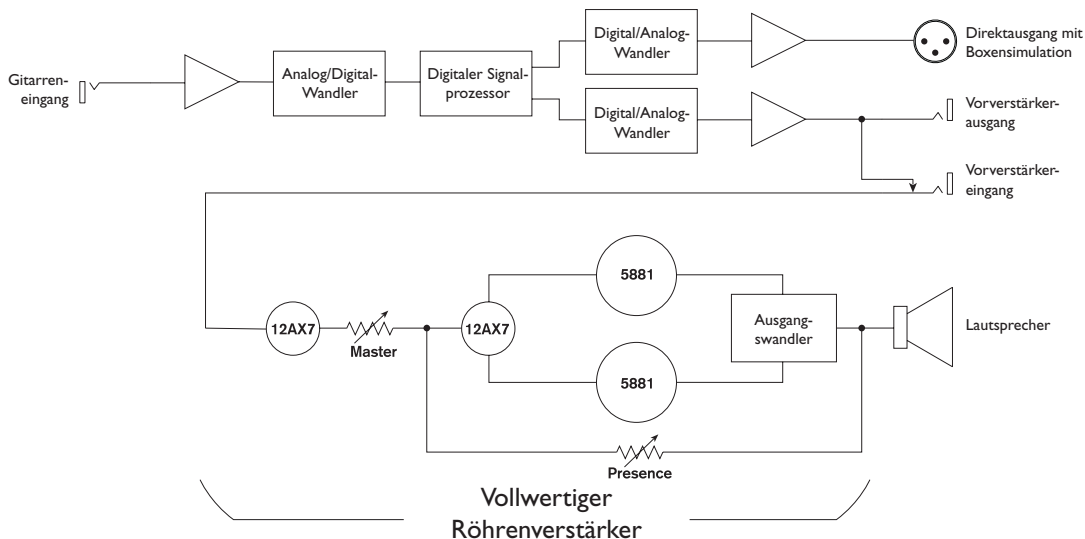 Gitarren-
eingang
Analog/Digital-
Wandler
Digitaler Signal-
prozessor
Digital/Analog-
Wandler
Direktausgang mit
Boxensimulation
Digital/Analog-
Wandler
Vorverstärker-
ausgang
Vorverstärker-
eingang
12AX7
Master
12AX7
5881
5881
Ausgang-
swandler
Lautsprecher
Presence
Vollwertiger
Röhrenverstärker